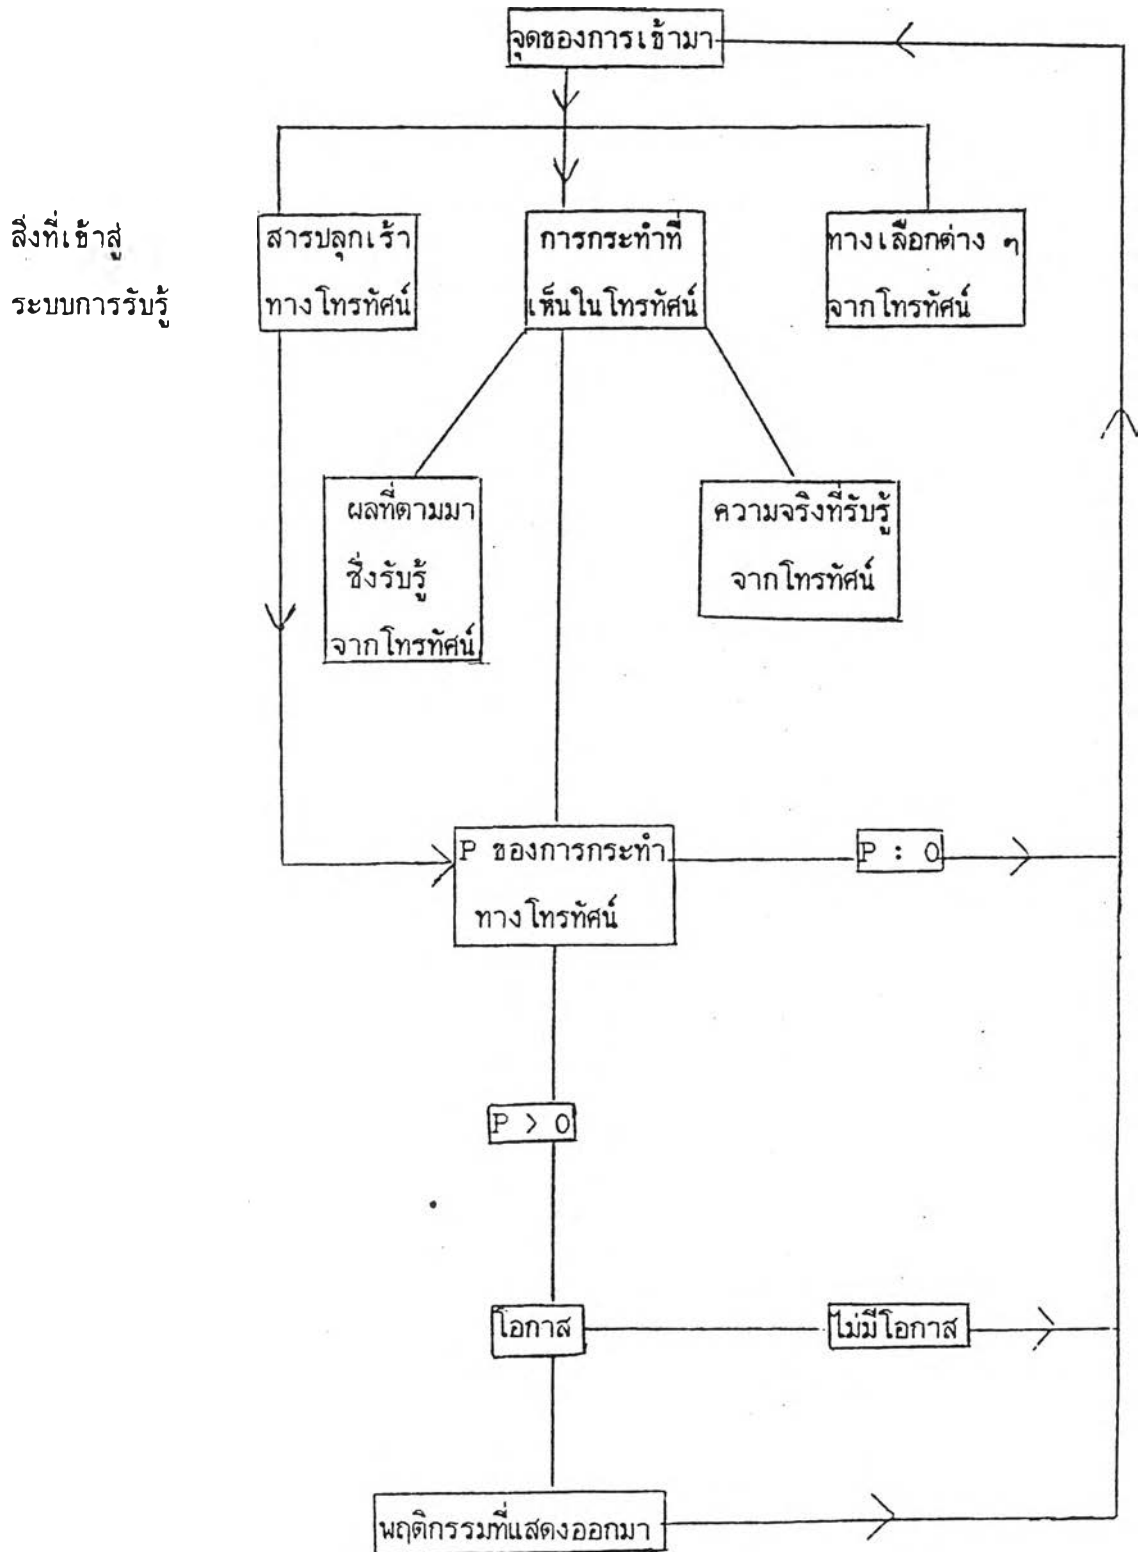 จุดของการเข้ามา
สิ่งที่เข้าสู่
ระบบการรับรู้
สารปลุกเร้า
ทางโทรทัศน์
การกระทำที่
เห็นในโทรทัศน์
ทางเลือกต่าง ๆ
จากโทรทัศน์
ผลที่ตามมา
ซึ่งรับรู้
จากโทรทัศน์
ความจริงที่รับรู้
จากโทรทัศน์
P ของการกระทำ
ทางโทรทัศน์
P : 0
P > 0
โอกาส
ไม่มีโอกาส
พฤติกรรมที่แสดงออกมา